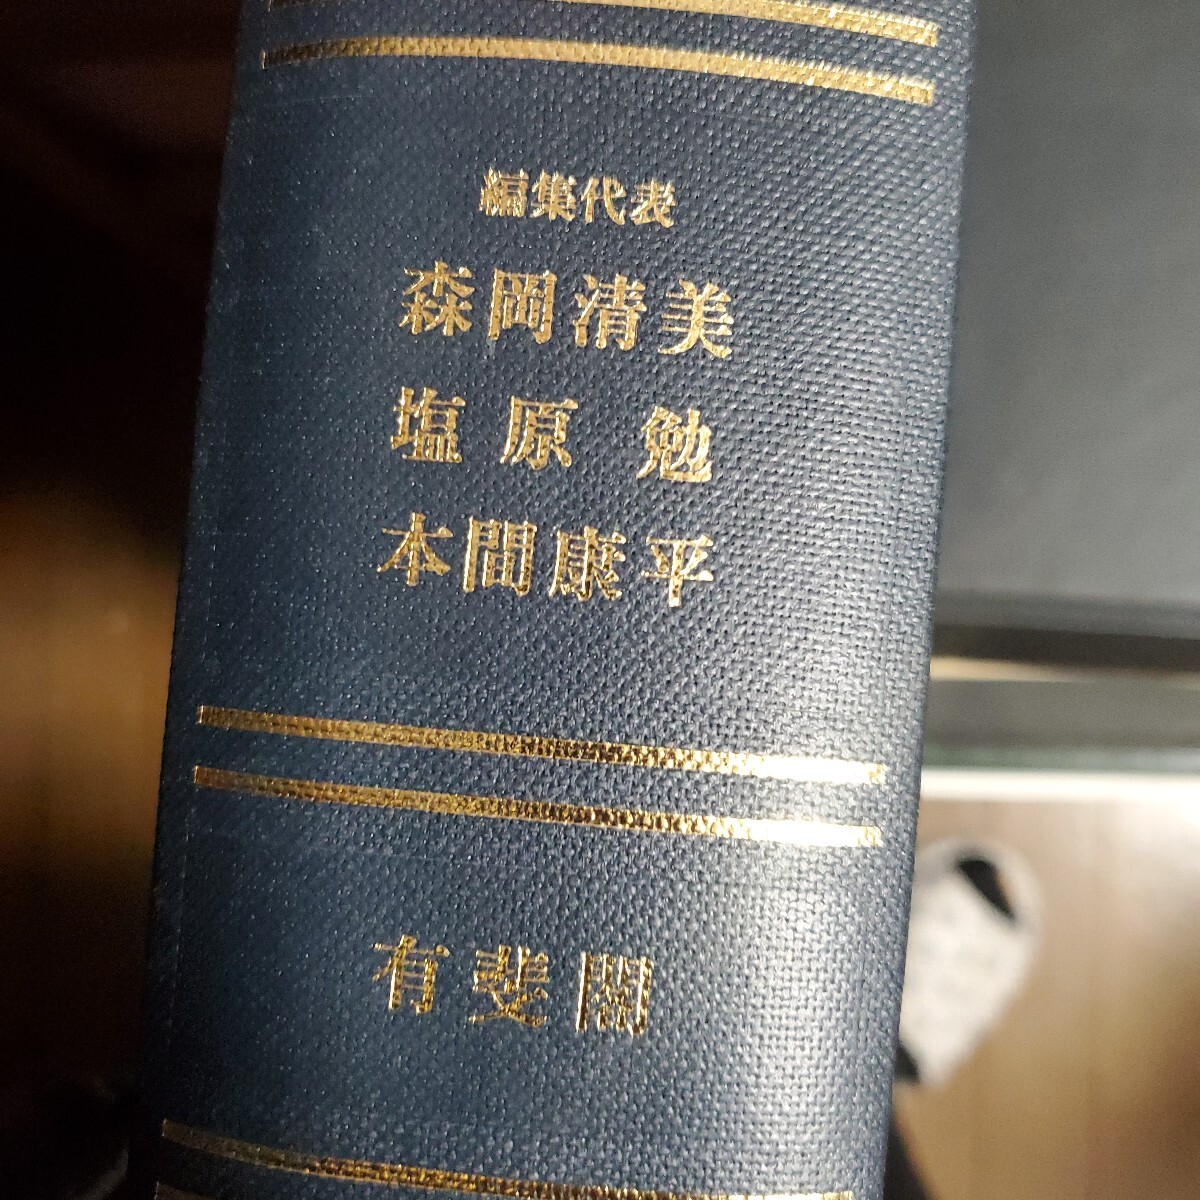 編集代表
森岡清美
塩原 勉
本間康平
有斐閣